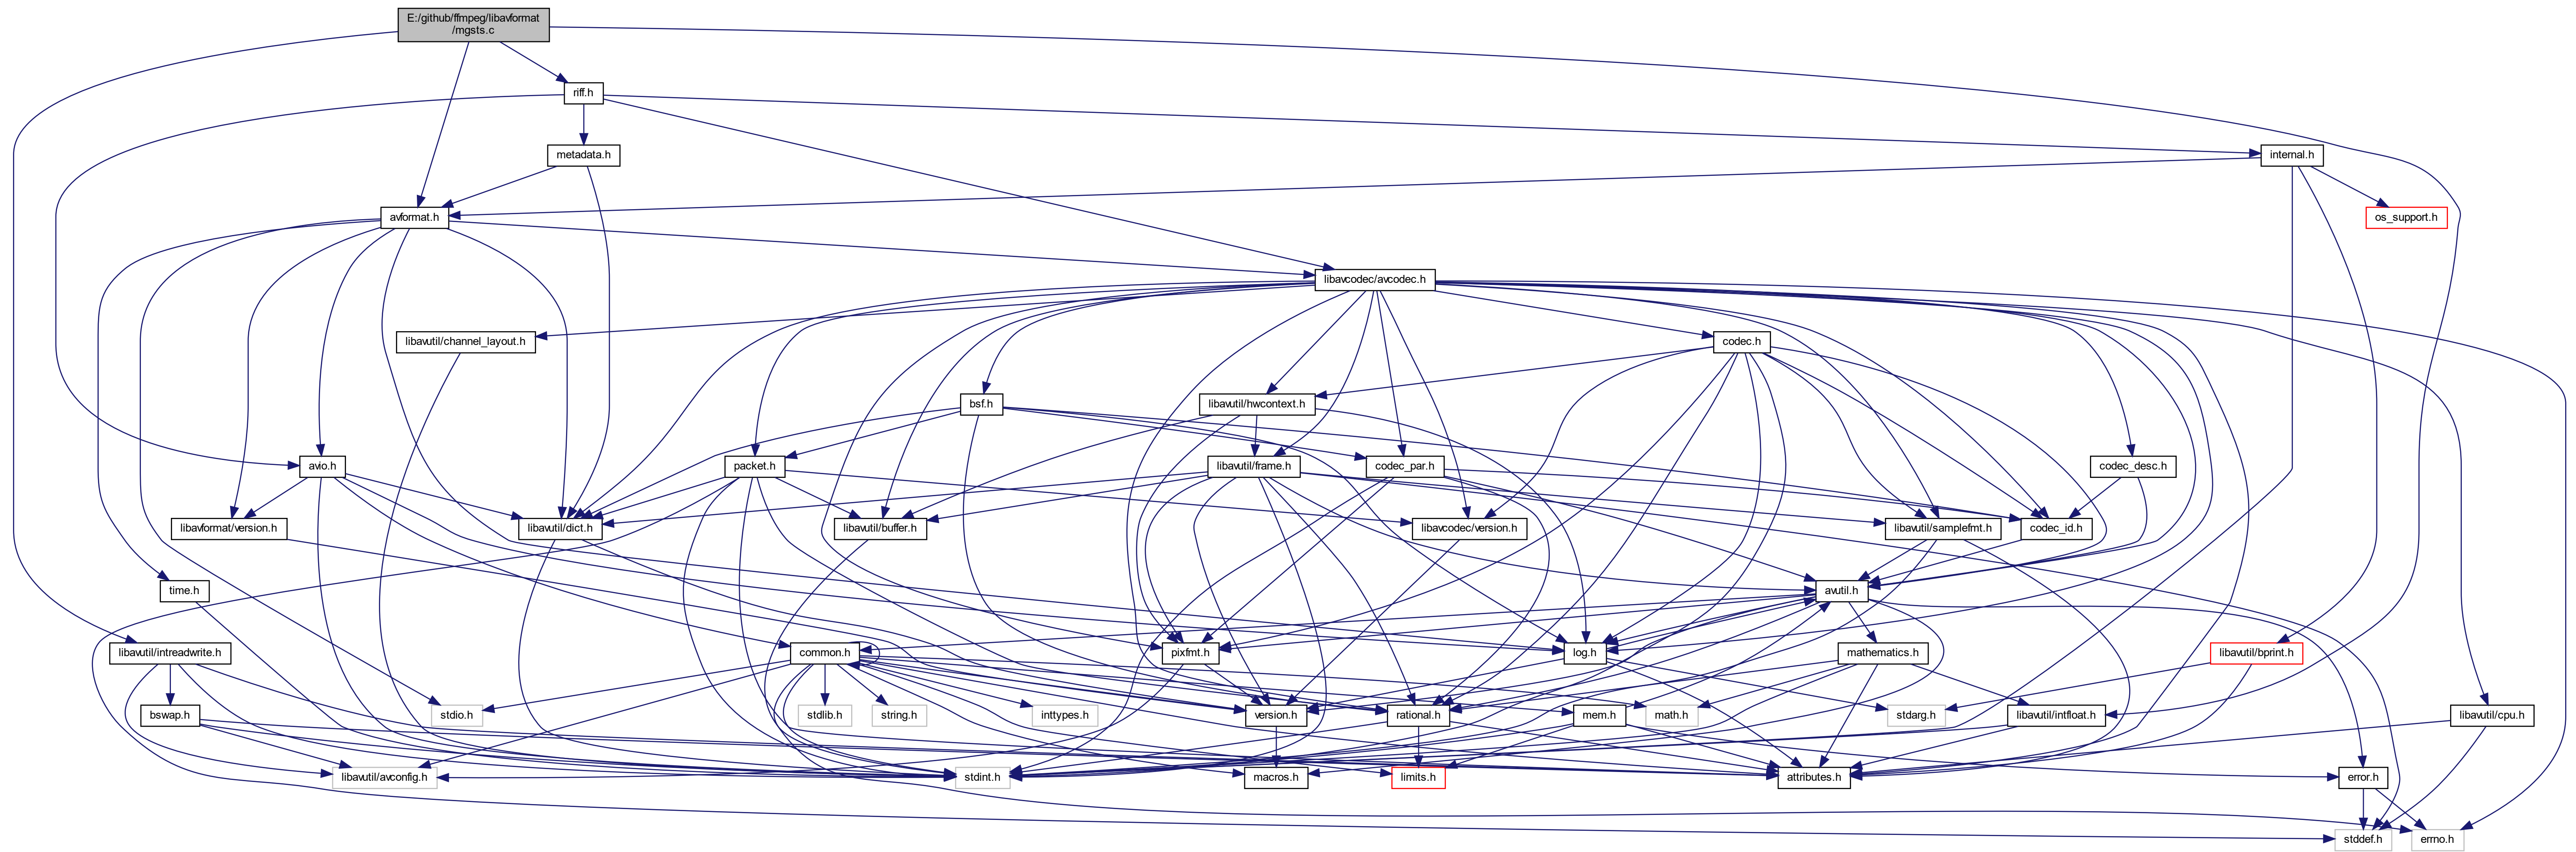 E:/github/ffmpeg/libavformat
/mgsts.c
riff.h
metadata.h
internal.h
avformat.h
os_support.h
libavcodec/avcodec.h
libavutil/channel_layout.h
codec.h
bsf.h
libavutil/hwcontext.h
avio.h
packet.h
libavutil/frame.h
codec_par.h
codec_desc.h
libavformat/version.h
libavutil/dict.h
libavutil/buffer.h
libavcodec/version.h
libavutil/samplefmt.h
codec_id.h
time.h
avutil.h
libavutil/intreadwrite.h
common.h
pixfmt.h
log.h
mathematics.h
libavutil/bprint.h
bswap.h
stdio.h
stdlib.h
string.h
inttypes.h
version.h
rational.h
mem.h
math.h
stdarg.h
libavutil/intfloat.h
libavutil/cpu.h
libavutil/avconfig.h
stdint.h
macros.h
limits.h
attributes.h
error.h
stddef.h
errno.h